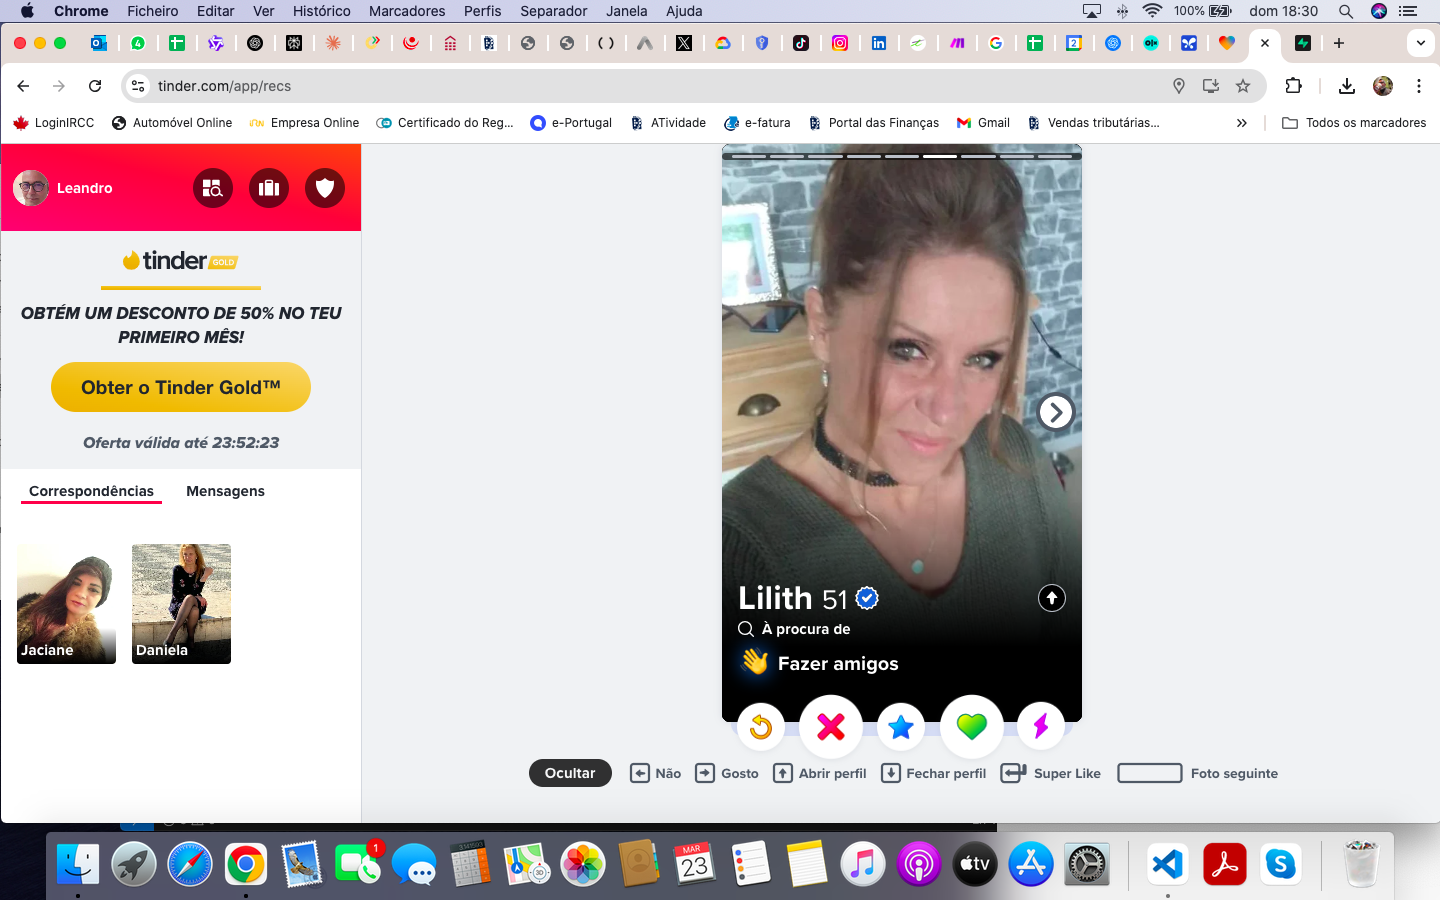 Chrome Ficheiro Editar Ver Histórico Marcadores Perfis Separador Janela Ajuda 100% dom 18:30
tinder.com/app/recs
LoginIRCC Automóvel Online Empresa Online Certificado do Reg... e-Portugal ATividade e-fatura Portal das Finanças Gmail Vendas tributárias... » Todos os marcadores
Leandro
tinder GOLD
OBTÉM UM DESCONTO DE 50% NO TEU
PRIMEIRO MÊS!
Obter o Tinder Gold™
Oferta válida até 23:52:23
Correspondências Mensagens
Jaciane Daniela
Lilith 51
À procura de
Fazer amigos
Ocultar Não Gosto Abrir perfil Fechar perfil Super Like Foto seguinte
1
MAR
23
tv